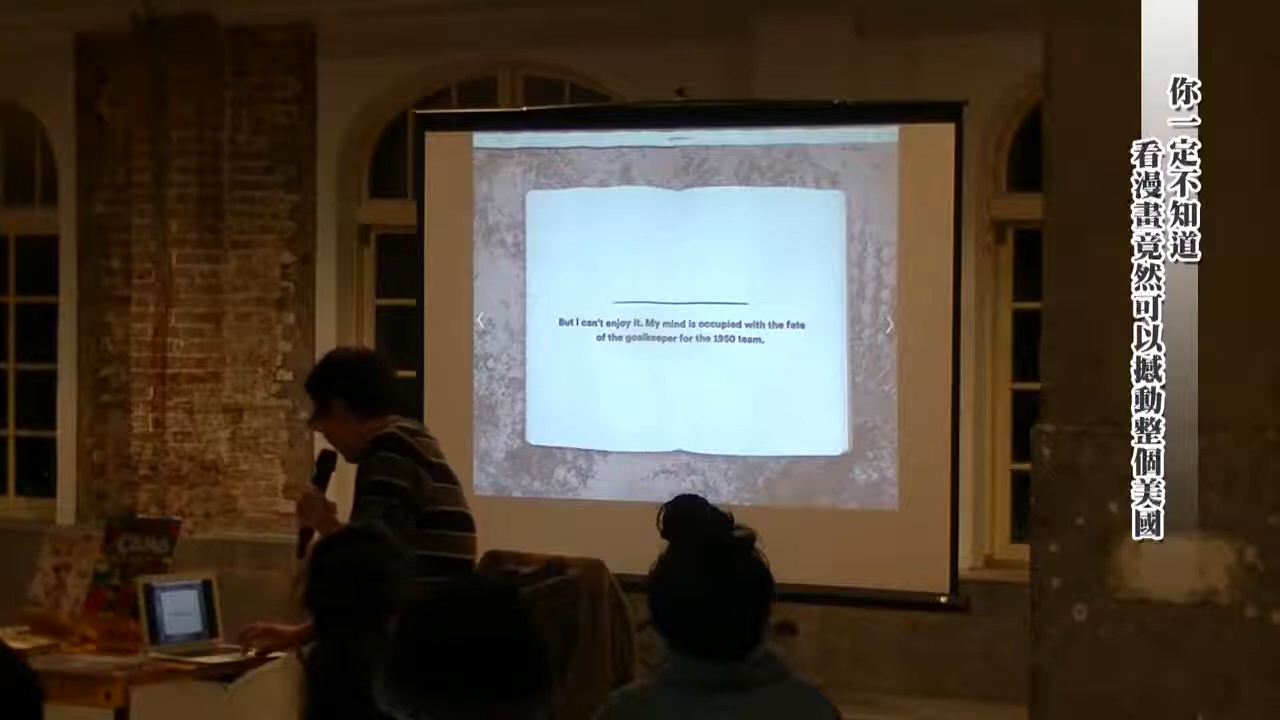 你一定不知道
看漫畫竟然可以撼動整個美國
But I can't enjoy it. My mind is occupied with the fate
of the goalkeeper for the 1950 team.